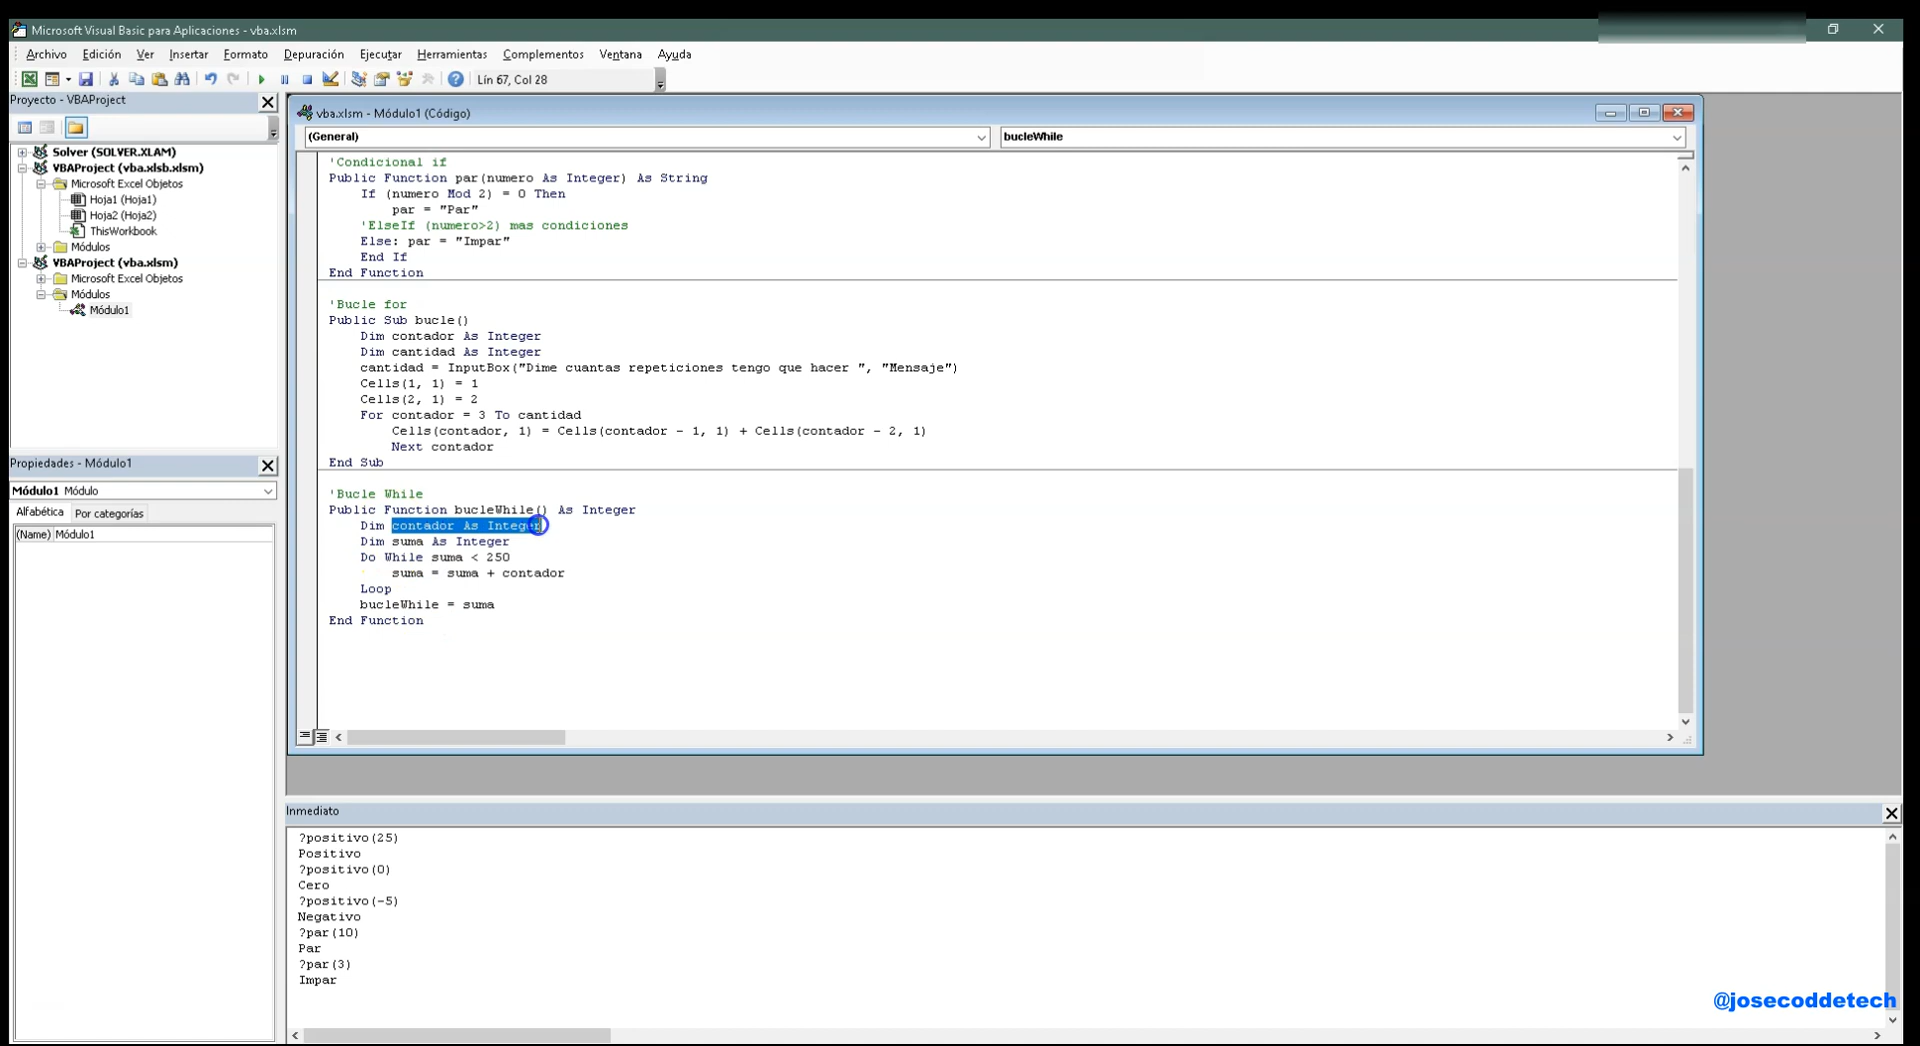 Microsoft Visual Basic para Aplicaciones - vba.xlsm
Archivo Edición Ver Insertar Formato Depuración Ejecutar Herramientas Complementos Ventana Ayuda
Lín 67, Col 28
Proyecto - VBAProject
Solver (SOLVER.XLAM)
VBAProject (vba.xlsb.xlsm)
Microsoft Excel Objetos
Hoja1 (Hoja1)
Hoja2 (Hoja2)
ThisWorkbook
Módulos
VBAProject (vba.xlsm)
Microsoft Excel Objetos
Módulos
Módulo1
Propiedades - Módulo1
Módulo1 Módulo
Alfabética Por categorías
(Name) Módulo1
vba.xlsm - Módulo1 (Código)
(General) bucleWhile
'Condicional if
Public Function par(numero As Integer) As String
If (numero Mod 2) = 0 Then
par = "Par"
'ElseIf (numero>2) mas condiciones
Else: par = "Impar"
End If
End Function
'Bucle for
Public Sub bucle()
Dim contador As Integer
Dim cantidad As Integer
cantidad = InputBox("Dime cuantas repeticiones tengo que hacer ", "Mensaje")
Cells(1, 1) = 1
Cells(2, 1) = 2
For contador = 3 To cantidad
Cells(contador, 1) = Cells(contador - 1, 1) + Cells(contador - 2, 1)
Next contador
End Sub
'Bucle While
Public Function bucleWhile() As Integer
Dim contador As Integer
Dim suma As Integer
Do While suma < 250
suma = suma + contador
Loop
bucleWhile = suma
End Function
Inmediato
?positivo(25)
Positivo
?positivo(0)
Cero
?positivo(-5)
Negativo
?par(10)
Par
?par(3)
Impar
@josecoddetech